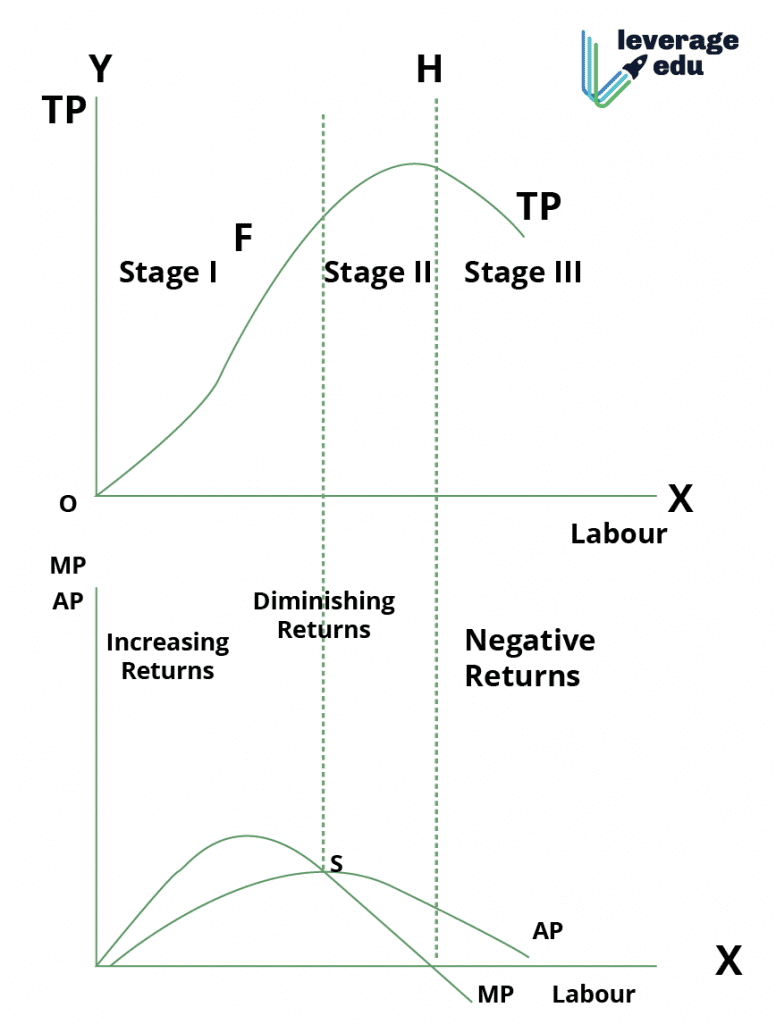 leverage
edu
Y
H
TP
TP
F
Stage I
Stage II
Stage III
O
X
Labour
MP
AP
Diminishing
Returns
Increasing
Returns
Negative
Returns
S
AP
X
MP
Labour